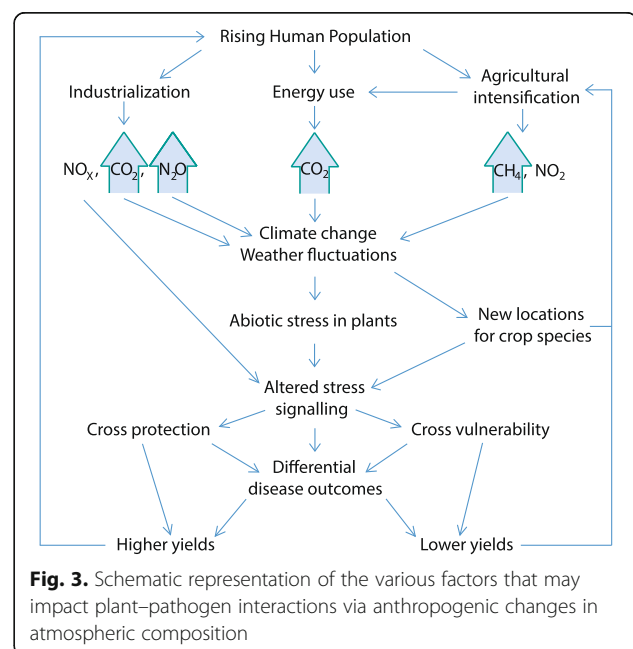 Rising Human Population
Industrialization
Energy use
Agricultural
intensification
NOₓ, CO₂, N₂O
CO₂
CH₄, NO₂
Climate change
Weather fluctuations
Abiotic stress in plants
New locations
for crop species
Altered stress
signalling
Cross protection
Cross vulnerability
Differential
disease outcomes
Higher yields
Lower yields
Fig. 3. Schematic representation of the various factors that may
impact plant–pathogen interactions via anthropogenic changes in
atmospheric composition